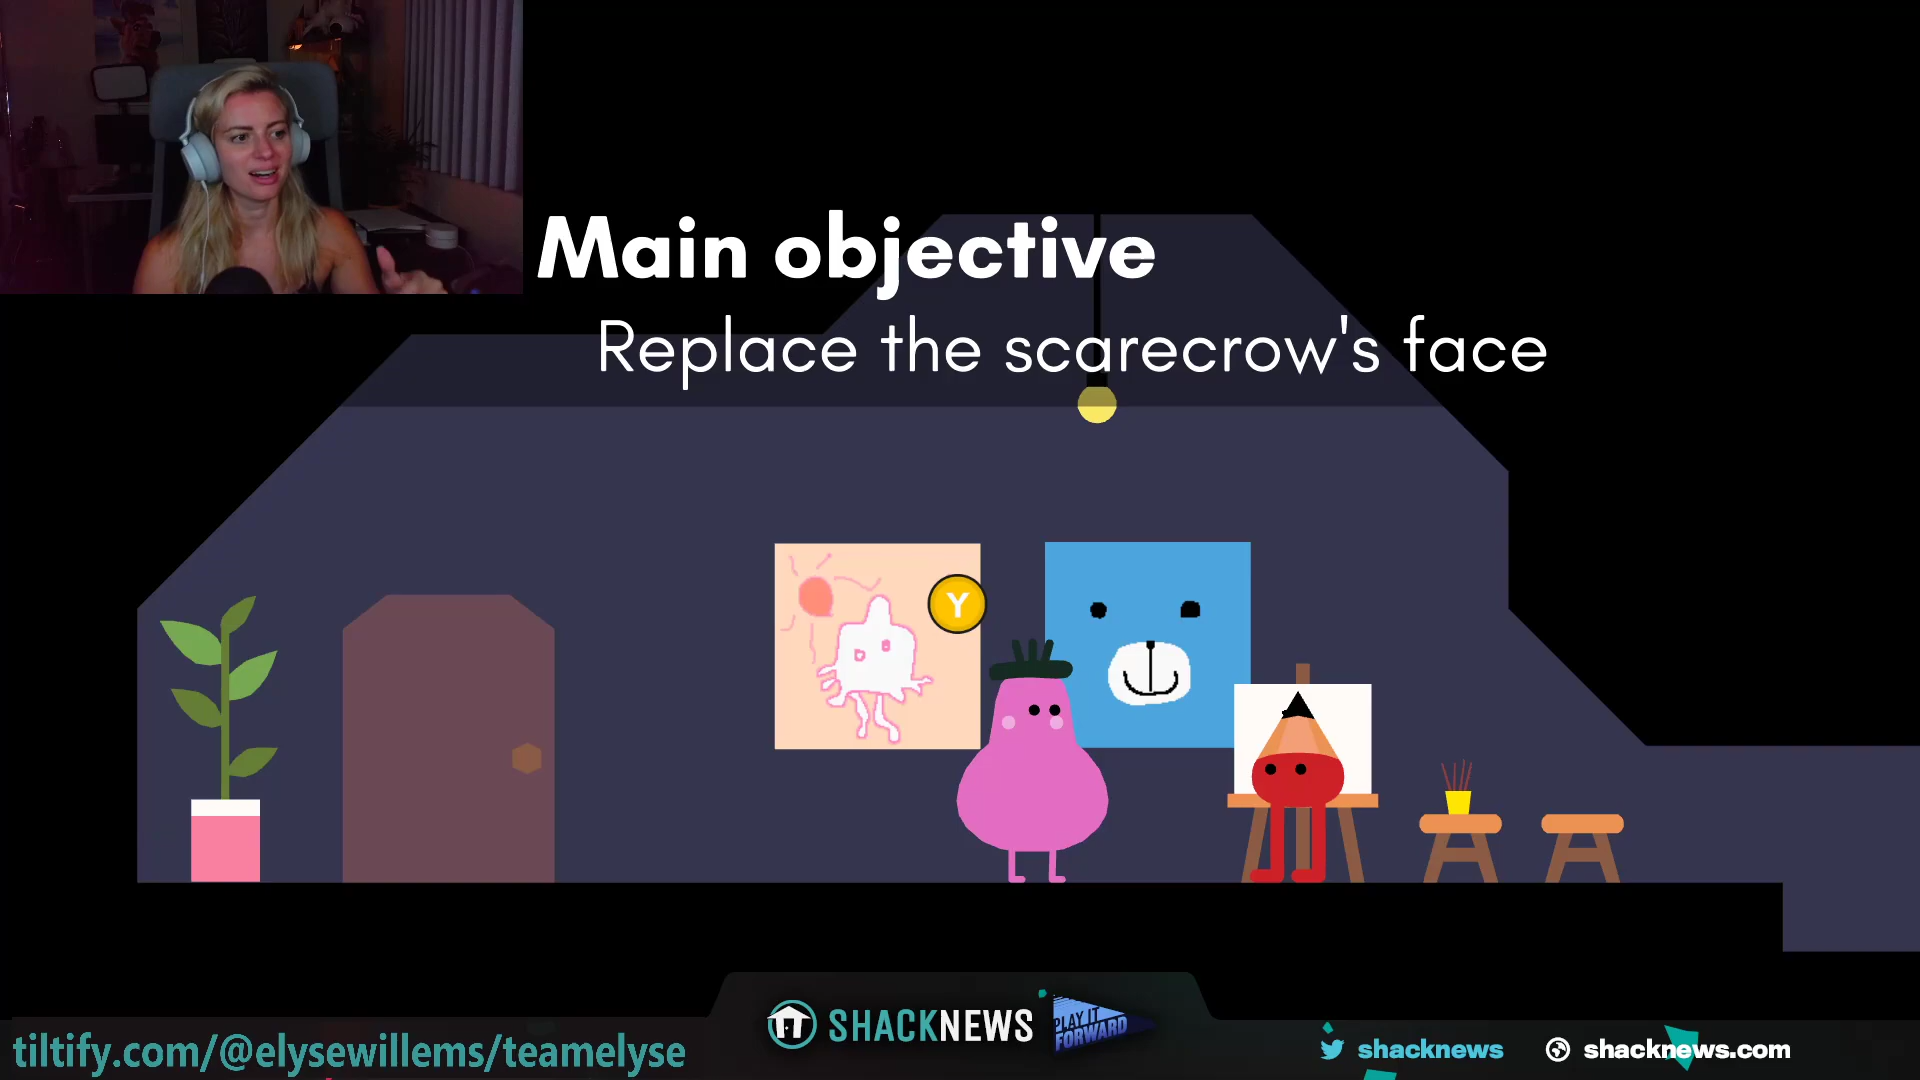 Main objective
Replace the scarecrow's face
Y
SHACKNEWS
PLAY IT
FORWARD
tiltify.com/@elysewillems/teamelyse
shacknews
shacknews.com